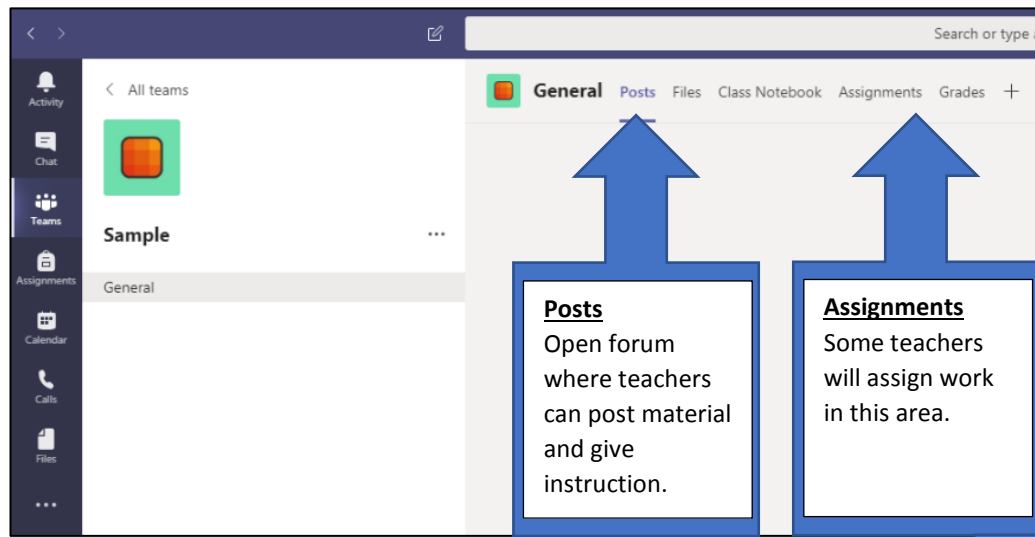 Search or type a
Activity
Chat
Teams
Assignments
Calendar
Calls
Files
All teams
Sample
General
General Posts Files Class Notebook Assignments Grades
Posts
Open forum
where teachers
can post material
and give
instruction.
Assignments
Some teachers
will assign work
in this area.